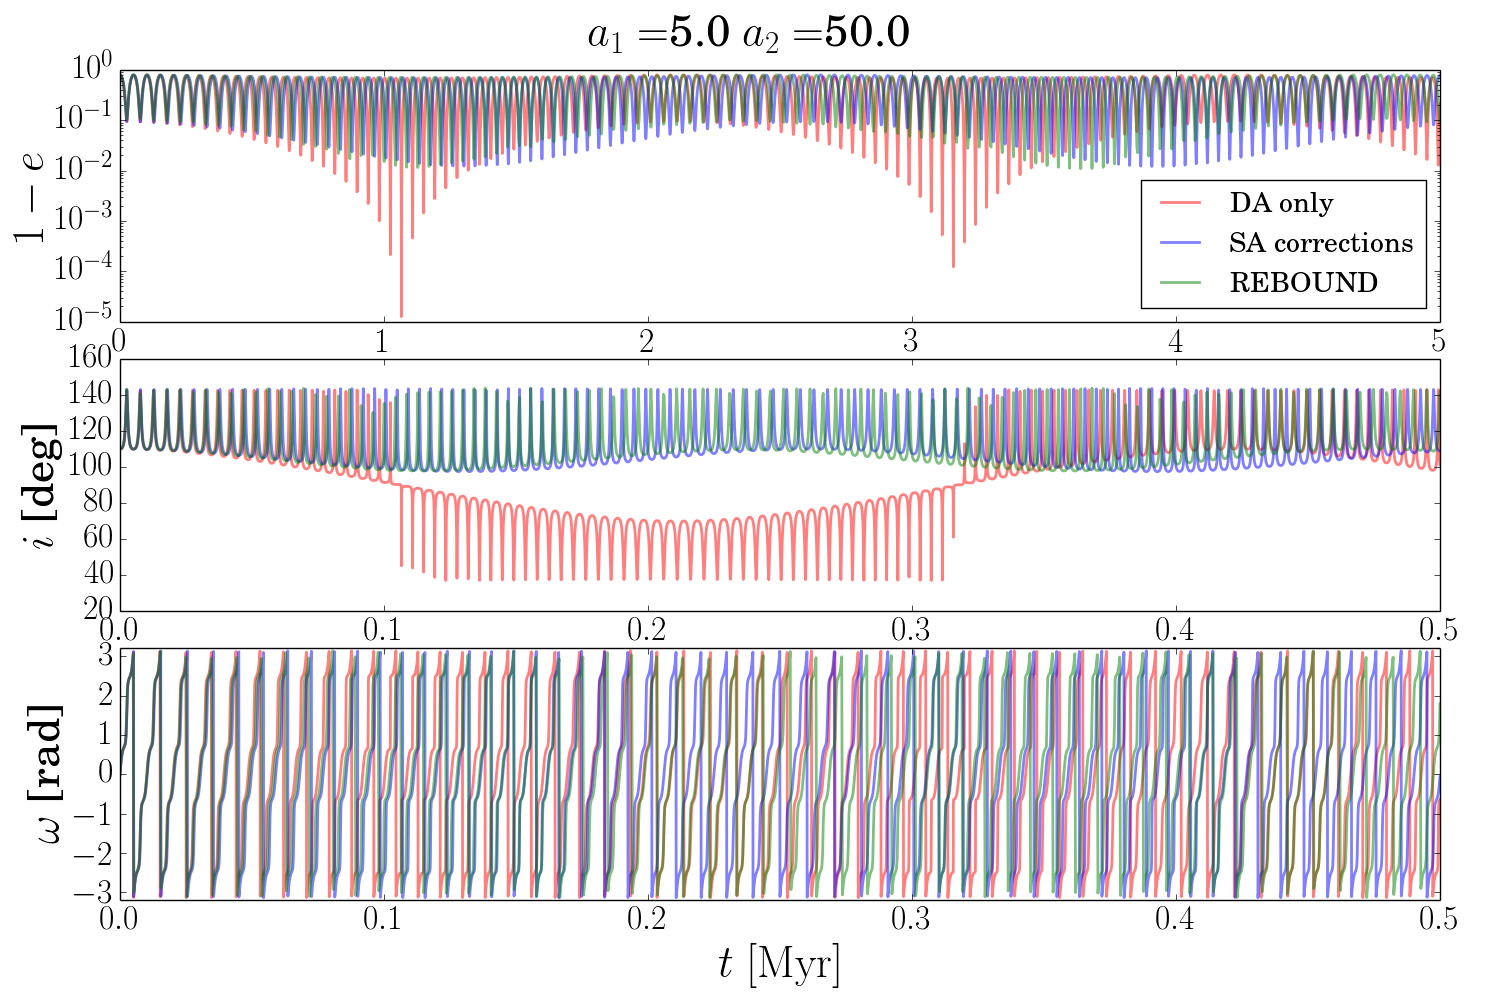 a₁ =5.0 a₂ =50.0
10⁰
10⁻¹
10⁻²
10⁻³
10⁻⁴
10⁻⁵
1 − e
DA only
SA corrections
REBOUND
0 1 2 3 4 5
160
140
120
100
80
60
40
20
i [deg]
0.0 0.1 0.2 0.3 0.4 0.5
3
2
1
0
−1
−2
−3
ω [rad]
0.0 0.1 0.2 0.3 0.4 0.5
t [Myr]